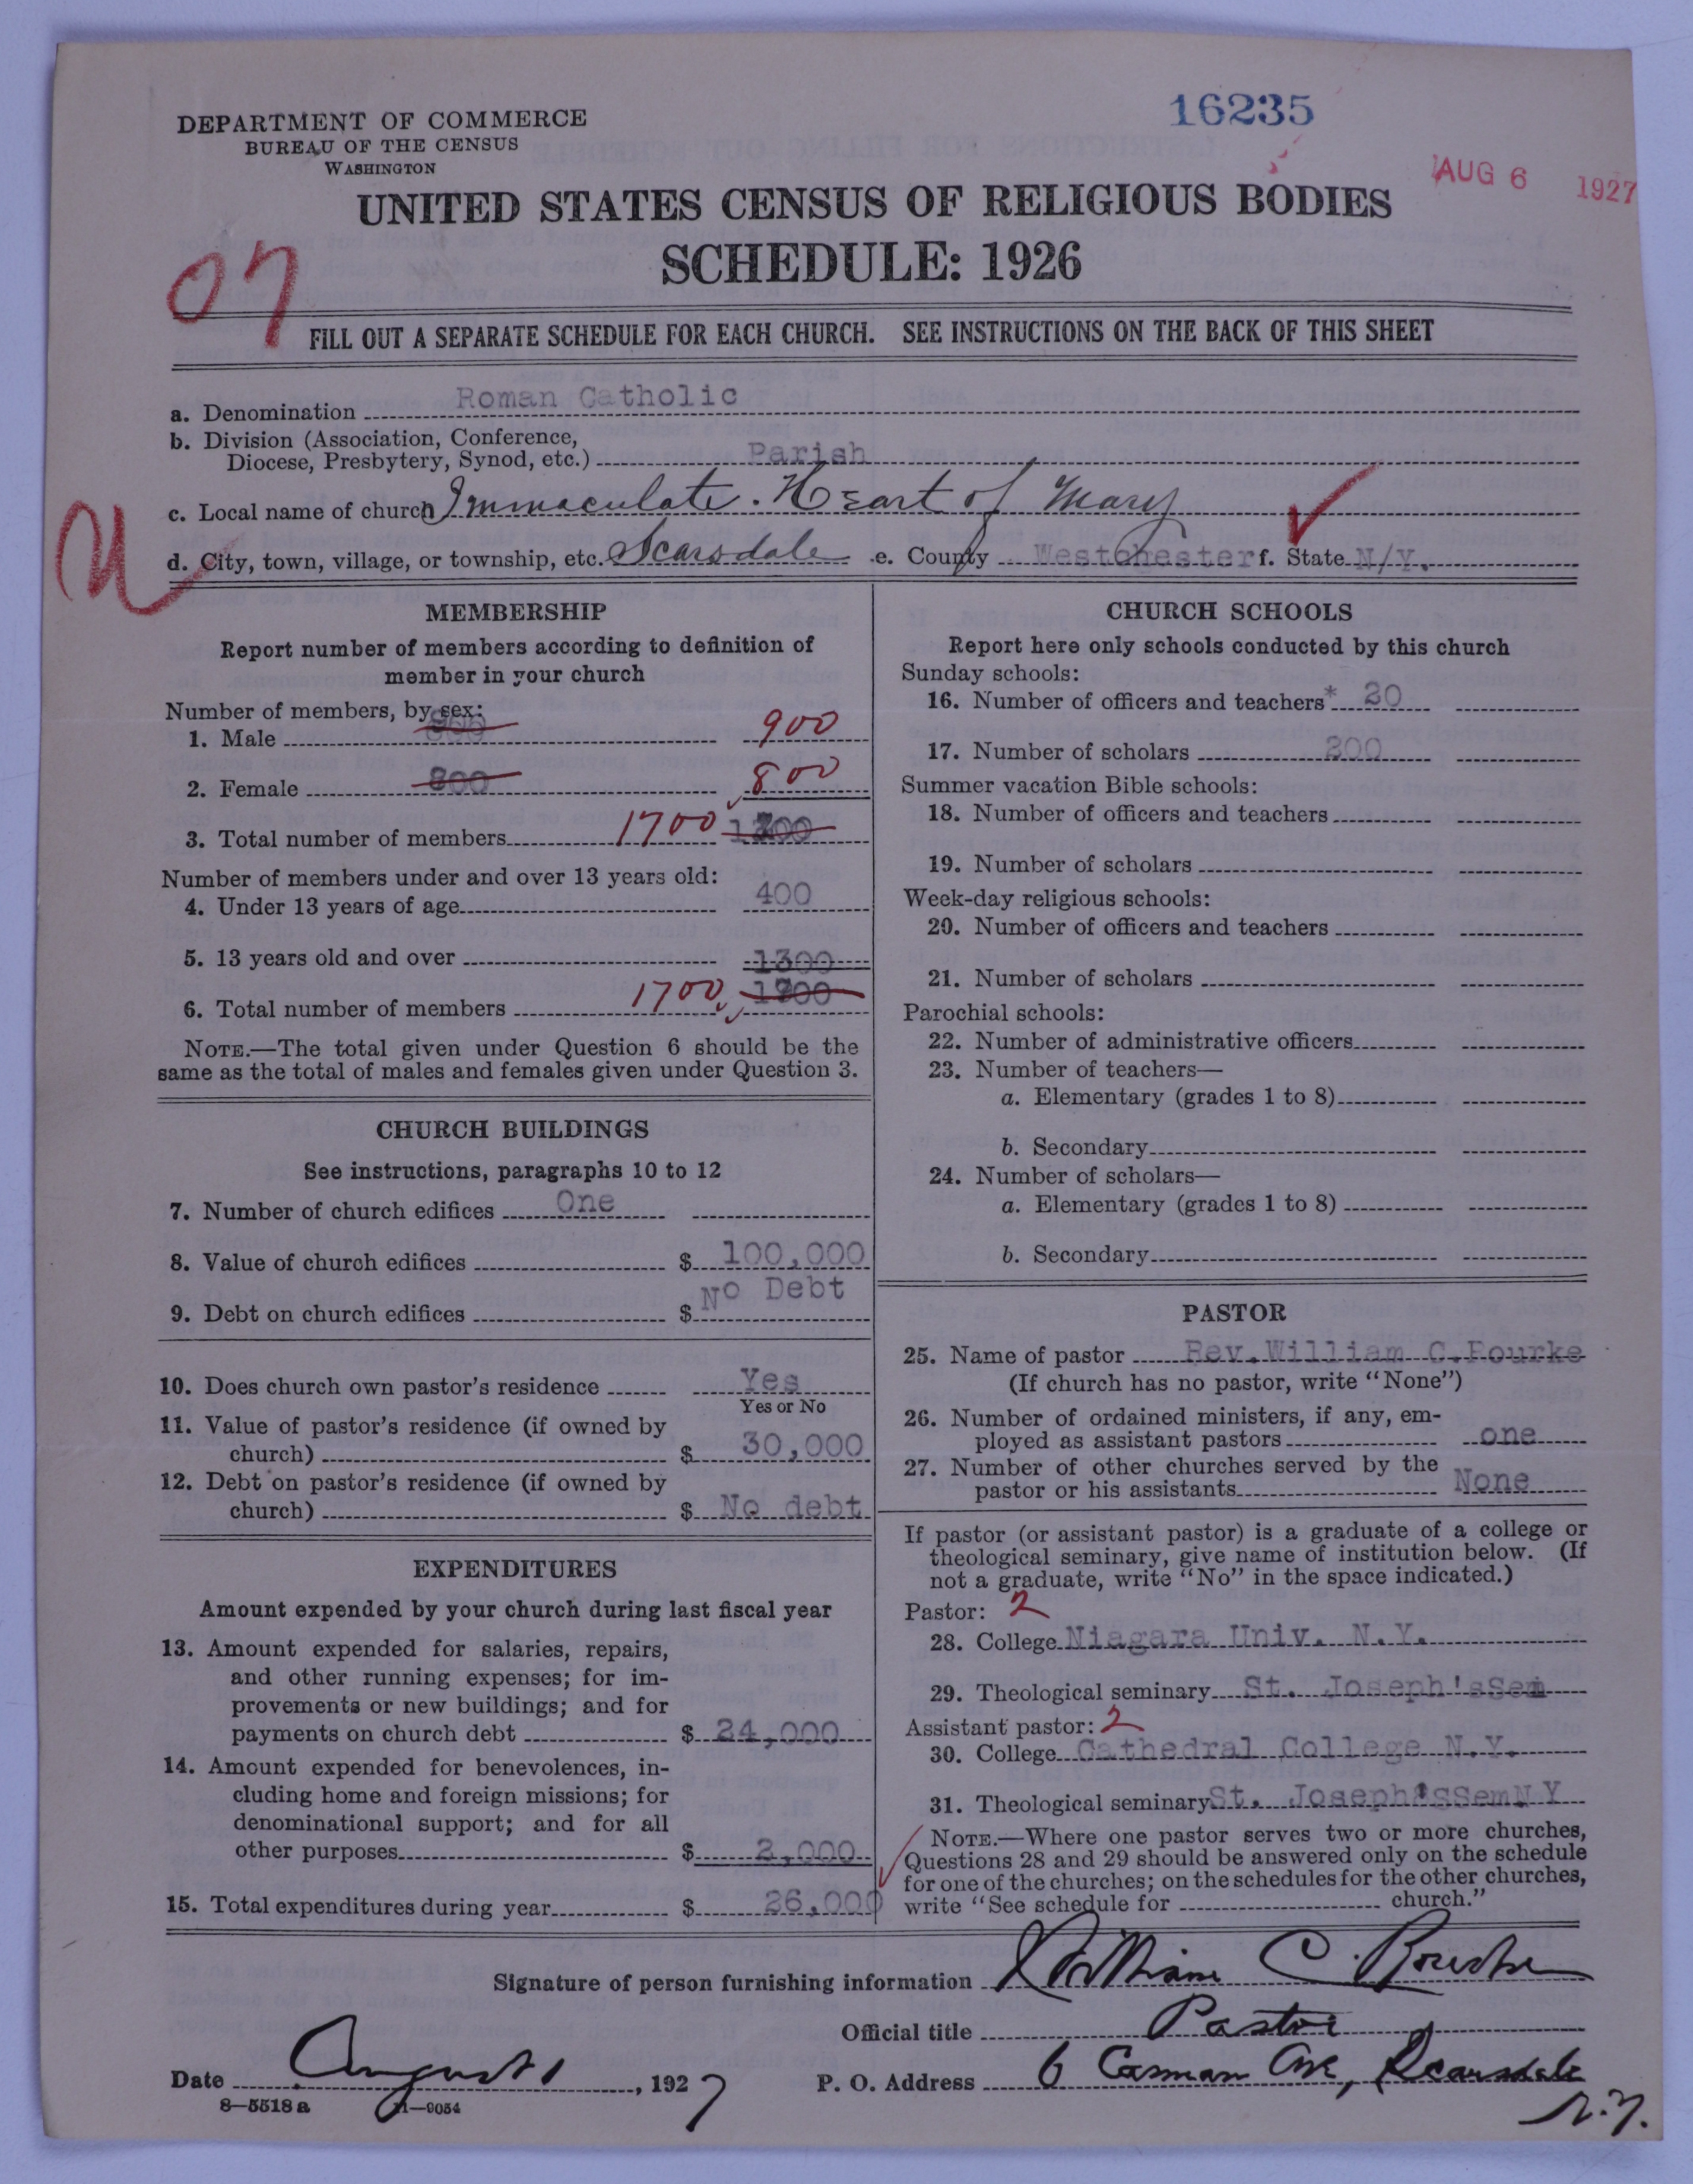 16235
DEPARTMENT OF COMMERCE
BUREAU OF THE CENSUS
WASHINGTON
AUG 6 1927
UNITED STATES CENSUS OF RELIGIOUS BODIES
SCHEDULE: 1926
07
FILL OUT A SEPARATE SCHEDULE FOR EACH CHURCH. SEE INSTRUCTIONS ON THE BACK OF THIS SHEET
a. Denomination Roman Catholic
b. Division (Association, Conference,
Diocese, Presbytery, Synod, etc.) Parish
c. Local name of church Immaculate Heart of Mary
d. City, town, village, or township, etc. Scarsdale e. County Westchester f. State N/Y.
MEMBERSHIP
Report number of members according to definition of
member in your church
Number of members, by sex:
1. Male 900
2. Female 800 800
3. Total number of members 1700
Number of members under and over 13 years old:
4. Under 13 years of age 400
5. 13 years old and over 1300
6. Total number of members 1700
NOTE.—The total given under Question 6 should be the
same as the total of males and females given under Question 3.
CHURCH BUILDINGS
See instructions, paragraphs 10 to 12
7. Number of church edifices One
8. Value of church edifices $ 100,000
9. Debt on church edifices $ No Debt
10. Does church own pastor's residence Yes
Yes or No
11. Value of pastor's residence (if owned by
church) $ 30,000
12. Debt on pastor's residence (if owned by
church) $ No debt
EXPENDITURES
Amount expended by your church during last fiscal year
13. Amount expended for salaries, repairs,
and other running expenses; for im-
provements or new buildings; and for
payments on church debt $ 24,000
14. Amount expended for benevolences, in-
cluding home and foreign missions; for
denominational support; and for all
other purposes $ 2,000
15. Total expenditures during year $ 26,000
CHURCH SCHOOLS
Report here only schools conducted by this church
Sunday schools:
16. Number of officers and teachers* 20
17. Number of scholars 200
Summer vacation Bible schools:
18. Number of officers and teachers
19. Number of scholars
Week-day religious schools:
20. Number of officers and teachers
21. Number of scholars
Parochial schools:
22. Number of administrative officers
23. Number of teachers—
a. Elementary (grades 1 to 8)
b. Secondary
24. Number of scholars—
a. Elementary (grades 1 to 8)
b. Secondary
PASTOR
25. Name of pastor Rev. William C. Rourke
(If church has no pastor, write "None")
26. Number of ordained ministers, if any, em-
ployed as assistant pastors one
27. Number of other churches served by the
pastor or his assistants None
If pastor (or assistant pastor) is a graduate of a college or
theological seminary, give name of institution below. (If
not a graduate, write "No" in the space indicated.)
Pastor: 2
28. College Niagara Univ. N.Y.
29. Theological seminary St. Joseph'sSem
Assistant pastor: 2
30. College Cathedral College N.Y.
31. Theological seminary St. Joseph'sSemN Y
NOTE.—Where one pastor serves two or more churches,
Questions 28 and 29 should be answered only on the schedule
for one of the churches; on the schedules for the other churches,
write "See schedule for church."
Signature of person furnishing information William C. Rourke
Official title Pastor
Date August 1, 1927 P. O. Address 6 Carman Ave, Scarsdale
N.Y.
8—5518 a 11—9054